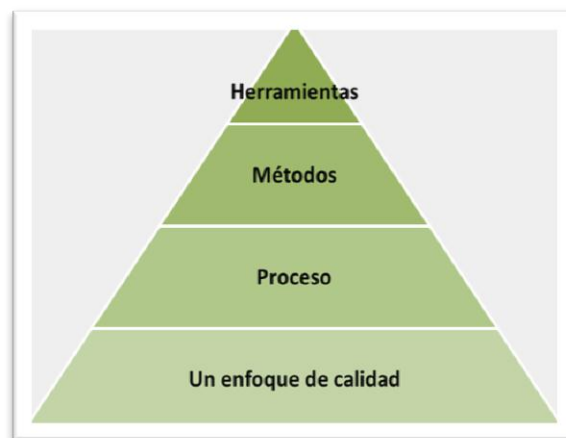 Herramientas
Métodos
Proceso
Un enfoque de calidad